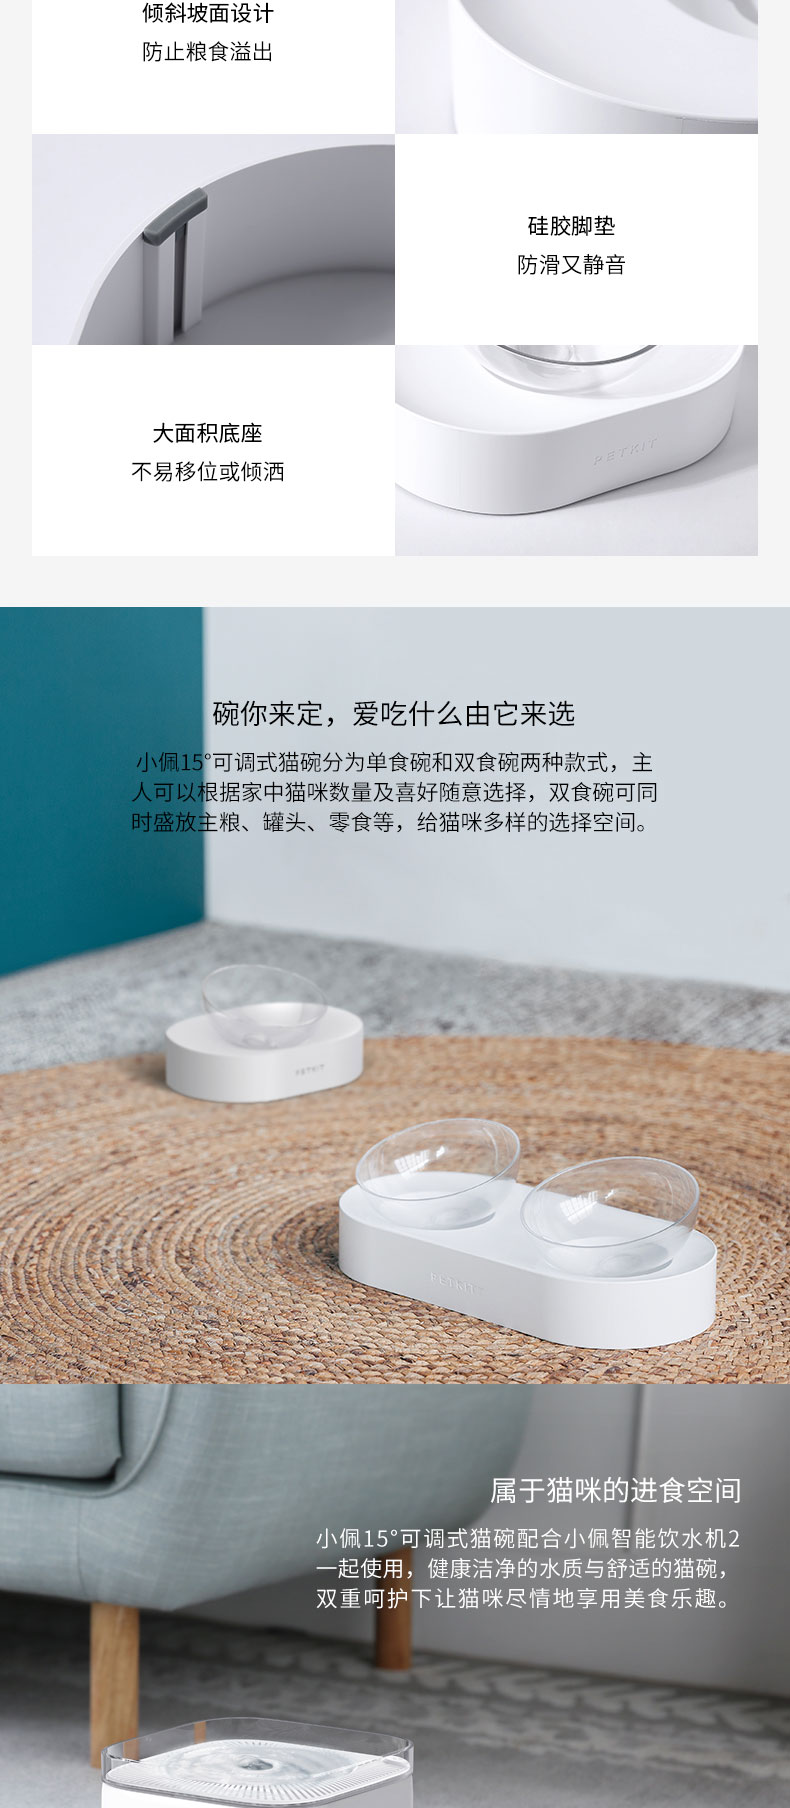 倾斜坡面设计
防止粮食溢出
硅胶脚垫
防滑又静音
大面积底座
不易移位或倾洒
PETKIT
碗你来定，爱吃什么由它来选
小佩15°可调式猫碗分为单食碗和双食碗两种款式，主
人可以根据家中猫咪数量及喜好随意选择，双食碗可同
时盛放主粮、罐头、零食等，给猫咪多样的选择空间。
PETKIT
PETKIT
属于猫咪的进食空间
小佩15°可调式猫碗配合小佩智能饮水机2
一起使用，健康洁净的水质与舒适的猫碗，
双重呵护下让猫咪尽情地享用美食乐趣。